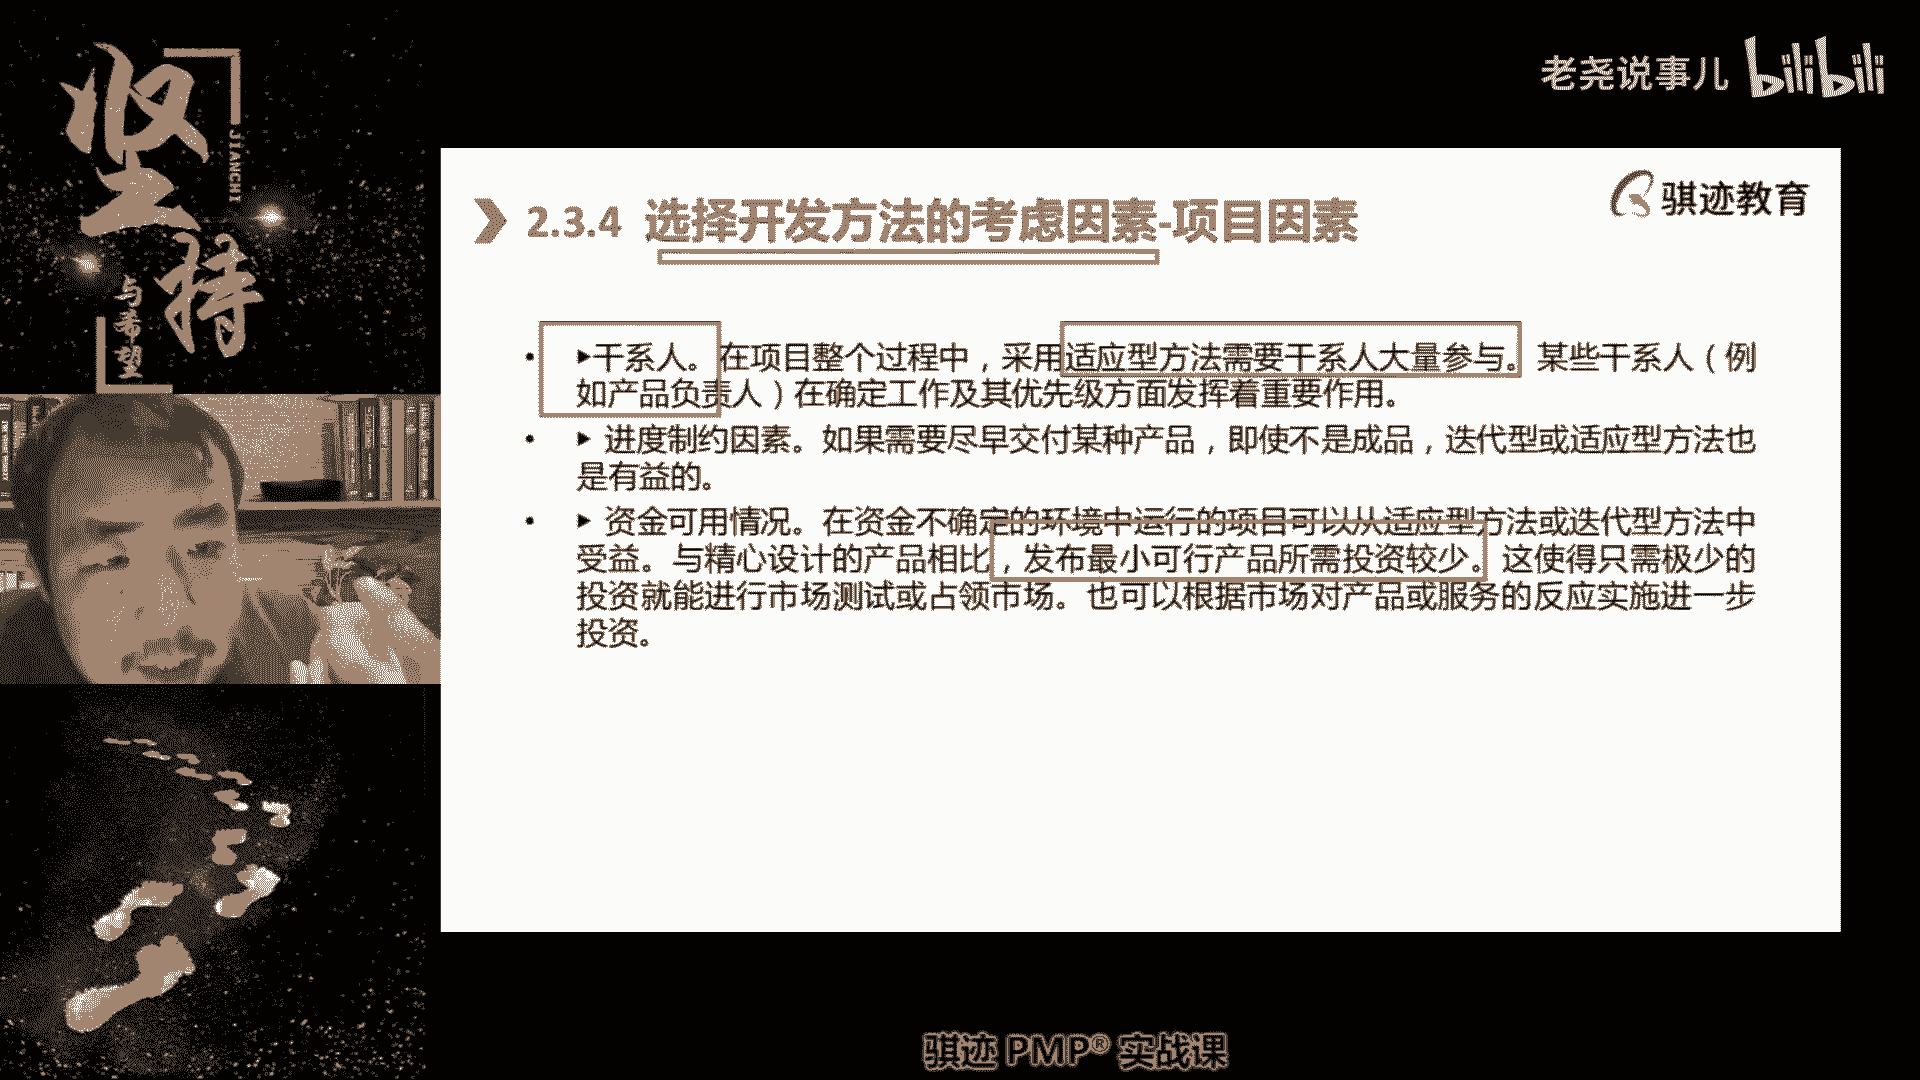 坚持
JIANCHI
与希望
老尧说事儿 bilibili
骐迹教育
2.3.4 选择开发方法的考虑因素-项目因素
• ▶干系人。在项目整个过程中，采用适应型方法需要干系人大量参与。某些干系人（例
如产品负责人）在确定工作及其优先级方面发挥着重要作用。
• ▶ 进度制约因素。如果需要尽早交付某种产品，即使不是成品，迭代型或适应型方法也
是有益的。
• ▶ 资金可用情况。在资金不确定的环境中运行的项目可以从适应型方法或迭代型方法中
受益。与精心设计的产品相比，发布最小可行产品所需投资较少。这使得只需极少的
投资就能进行市场测试或占领市场。也可以根据市场对产品或服务的反应实施进一步
投资。
骐迹 PMP® 实战课